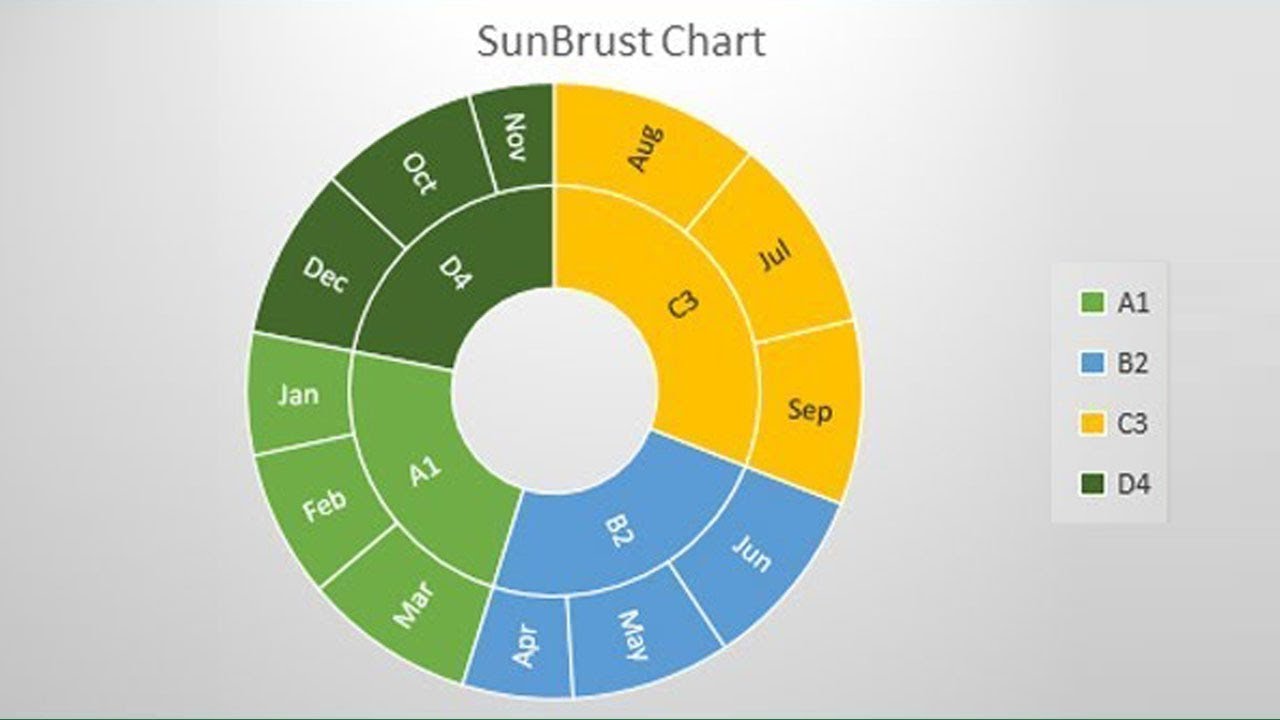 SunBrust Chart
Nov
Aug
Oct
Jul
Dec
D4
C3
Jan
Sep
A1
Feb
B2
Jun
Mar
Apr
May
A1
B2
C3
D4